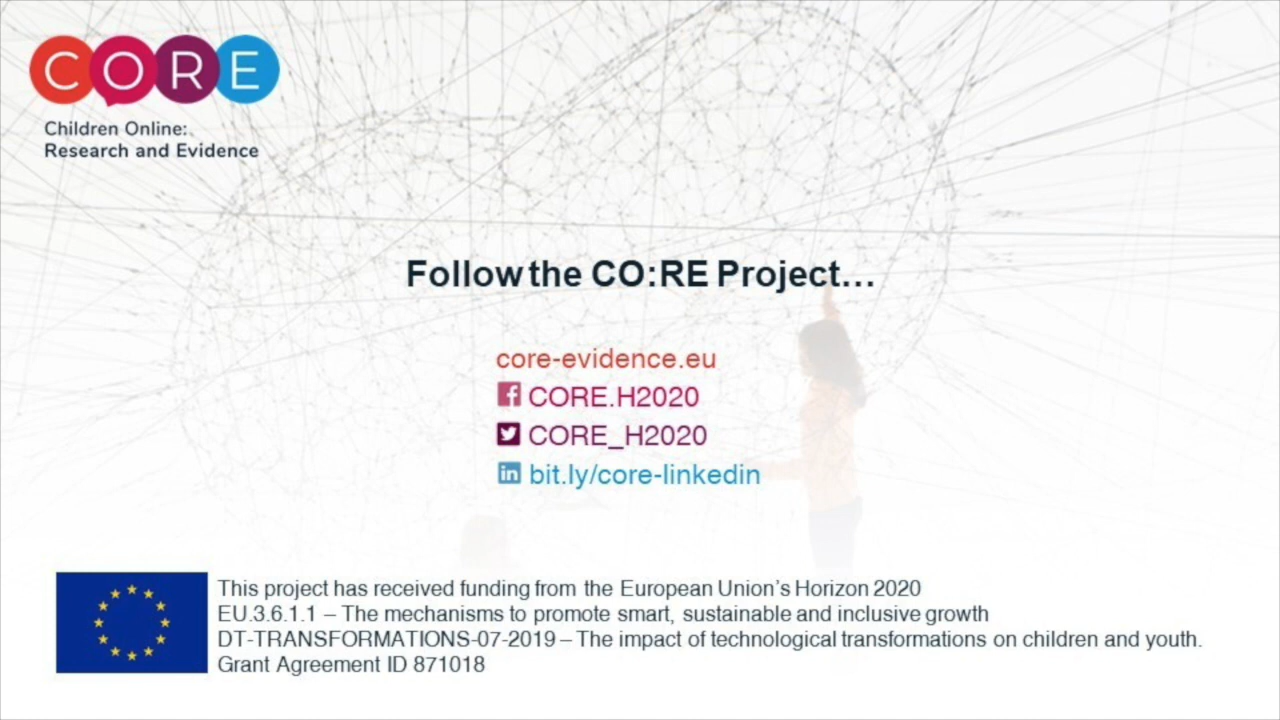 CORE
Children Online:
Research and Evidence
Follow the CO:RE Project...
core-evidence.eu
CORE.H2020
CORE_H2020
in bit.ly/core-linkedin
This project has received funding from the European Union's Horizon 2020
EU.3.6.1.1 – The mechanisms to promote smart, sustainable and inclusive growth
DT-TRANSFORMATIONS-07-2019 – The impact of technological transformations on children and youth.
Grant Agreement ID 871018